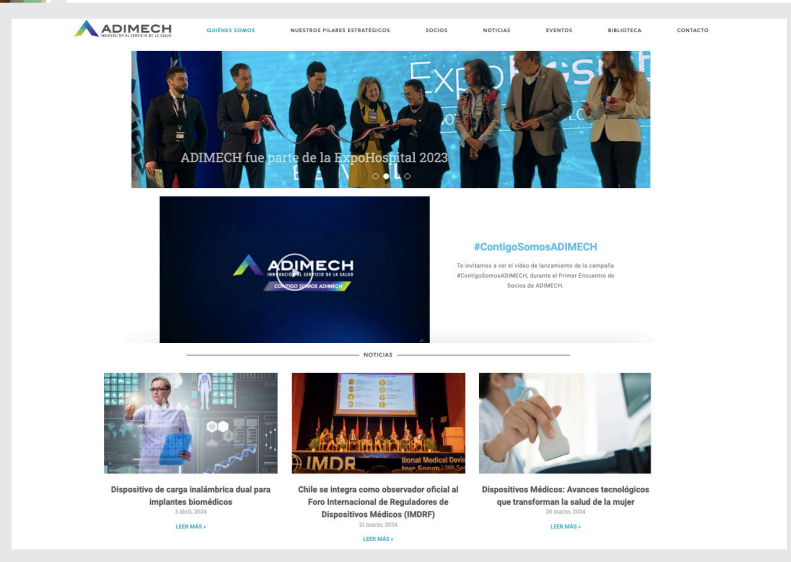 ADIMECH
INNOVACIÓN AL SERVICIO DE LA SALUD
QUIÉNES SOMOS
NUESTROS PILARES ESTRATÉGICOS
SOCIOS
NOTICIAS
EVENTOS
BIBLIOTECA
CONTACTO
ADIMECH fue parte de la ExpoHospital 2023
ADIMECH
INNOVACIÓN AL SERVICIO DE LA SALUD
CONTIGO SOMOS ADIMECH
#ContigoSomosADIMECH
Te invitamos a ver el vídeo de lanzamiento de la campaña
#ContigoSomosADIMECH, durante el Primer Encuentro de
Socios de ADIMECH.
NOTICIAS
IMDR
tional Medical Devic
Dispositivo de carga inalámbrica dual para
implantes biomédicos
3 abril, 2024
LEER MÁS »
Chile se integra como observador oficial al
Foro Internacional de Reguladores de
Dispositivos Médicos (IMDRF)
21 marzo, 2024
LEER MÁS »
Dispositivos Médicos: Avances tecnológicos
que transforman la salud de la mujer
20 marzo, 2024
LEER MÁS »